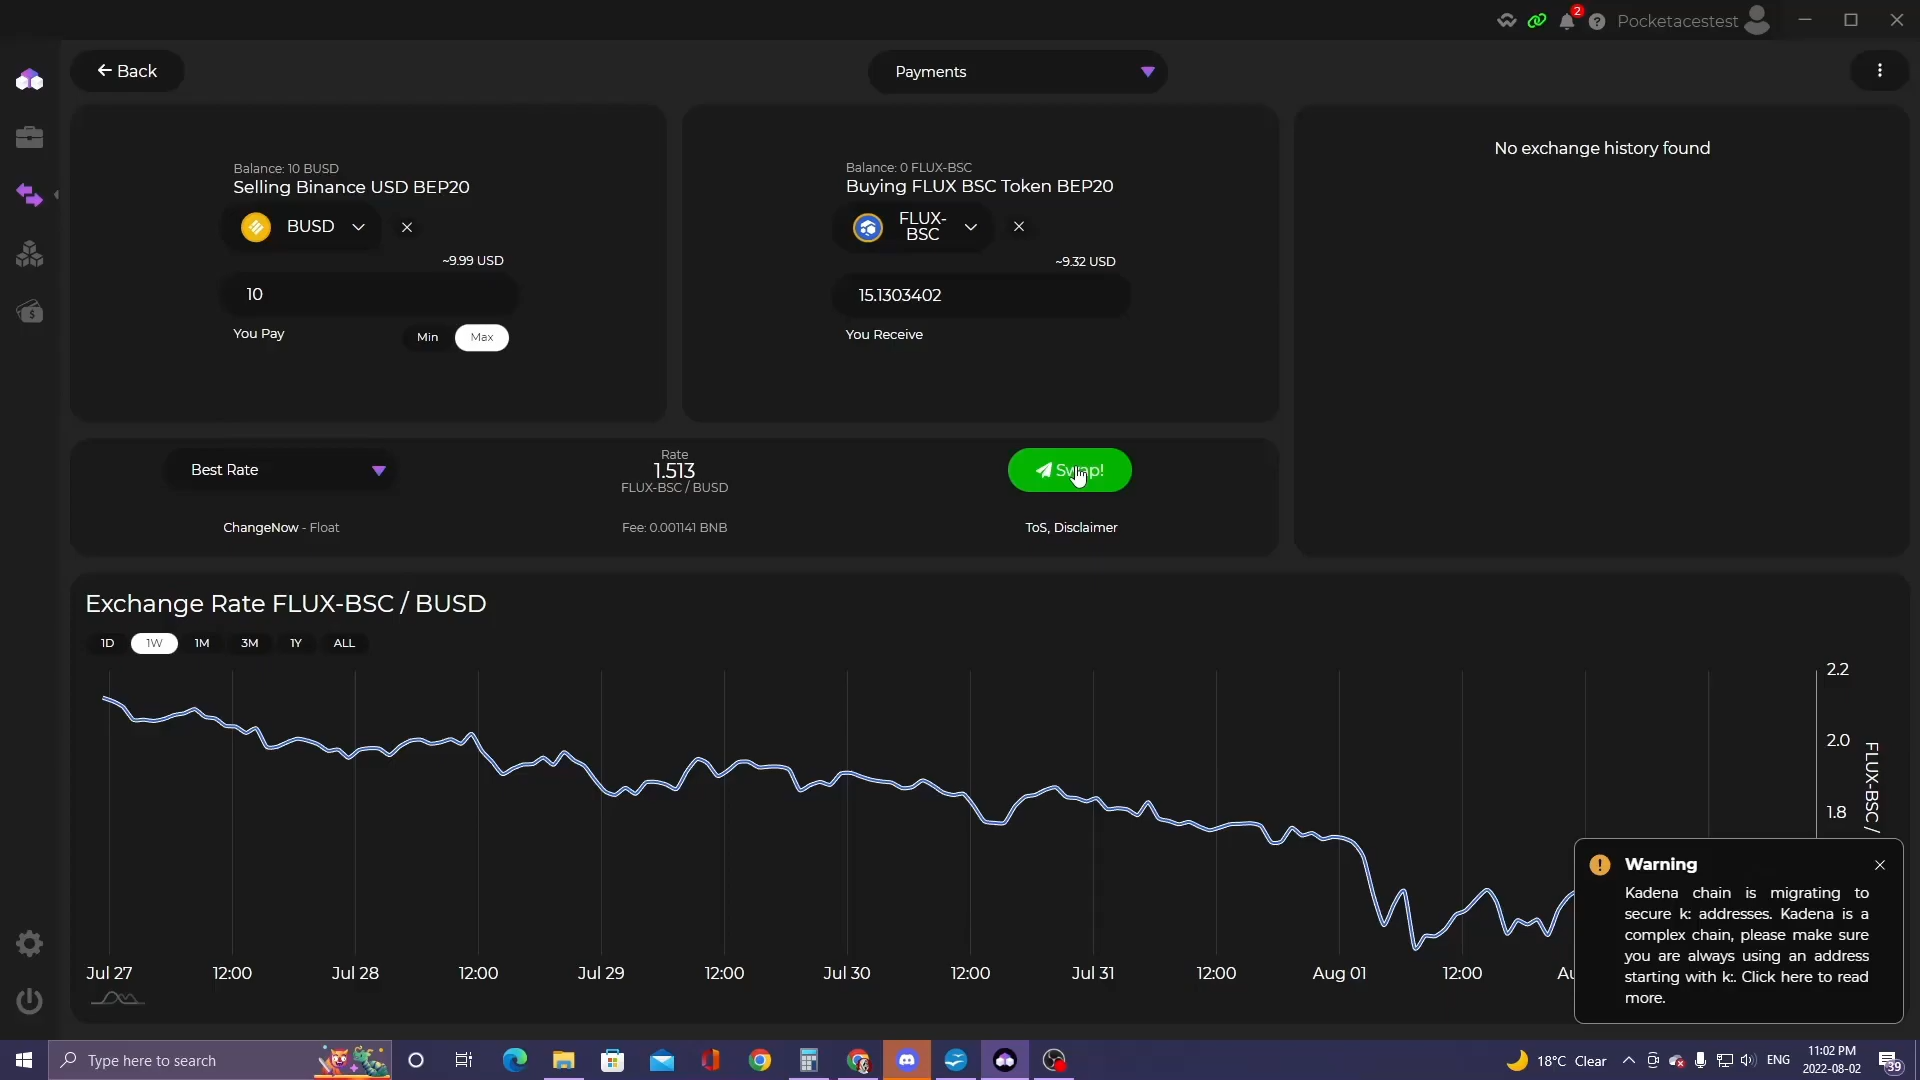 2
Pocketacestest
Back
Payments
Balance: 10 BUSD
Selling Binance USD BEP20
BUSD
~9.99 USD
10
You Pay
Min
Max
Balance: 0 FLUX-BSC
Buying FLUX BSC Token BEP20
FLUX-
BSC
~9.32 USD
15.1303402
You Receive
No exchange history found
Best Rate
ChangeNow - Float
Rate
1.513
FLUX-BSC / BUSD
Fee: 0.001141 BNB
Swap!
ToS, Disclaimer
Exchange Rate FLUX-BSC / BUSD
1D 1W 1M 3M 1Y ALL
2.2
2.0
1.8
FLUX-BSC /
Jul 27 12:00 Jul 28 12:00 Jul 29 12:00 Jul 30 12:00 Jul 31 12:00 Aug 01 12:00
Warning
Kadena chain is migrating to
secure k: addresses. Kadena is a
complex chain, please make sure
you are always using an address
starting with k:. Click here to read
more.
Type here to search
18°C Clear
ENG
11:02 PM
2022-08-02
39